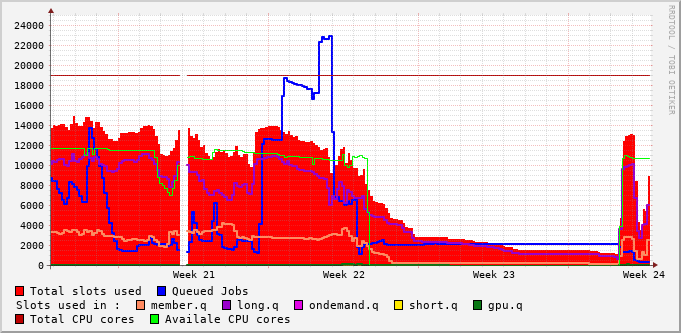 24000
22000
20000
18000
16000
14000
12000
10000
8000
6000
4000
2000
0
Week 21 Week 22 Week 23 Week 24
RRDTOOL / TOBI OETIKER
Total slots used Queued Jobs
Slots used in : member.q long.q ondemand.q short.q gpu.q
Total CPU cores Availale CPU cores